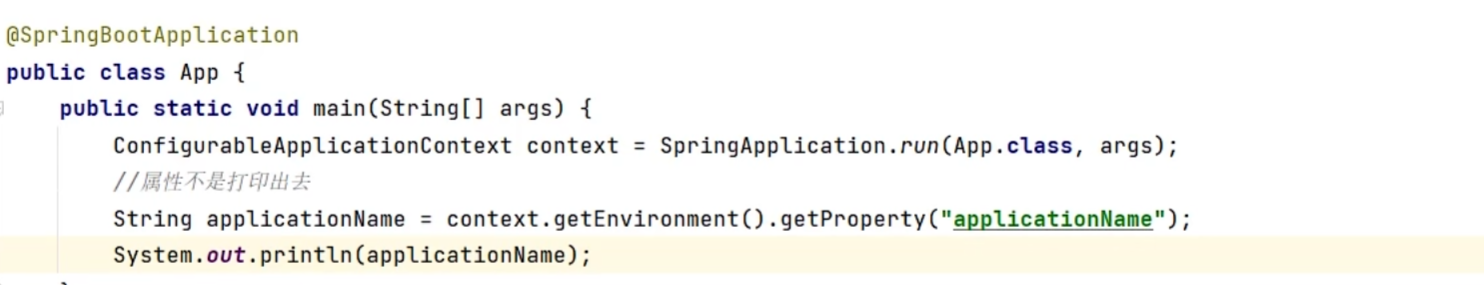 @SpringBootApplication
public class App {
public static void main(String[] args) {
ConfigurableApplicationContext context = SpringApplication.run(App.class, args);
//属性不是打印出去
String applicationName = context.getEnvironment().getProperty("applicationName");
System.out.println(applicationName);
}